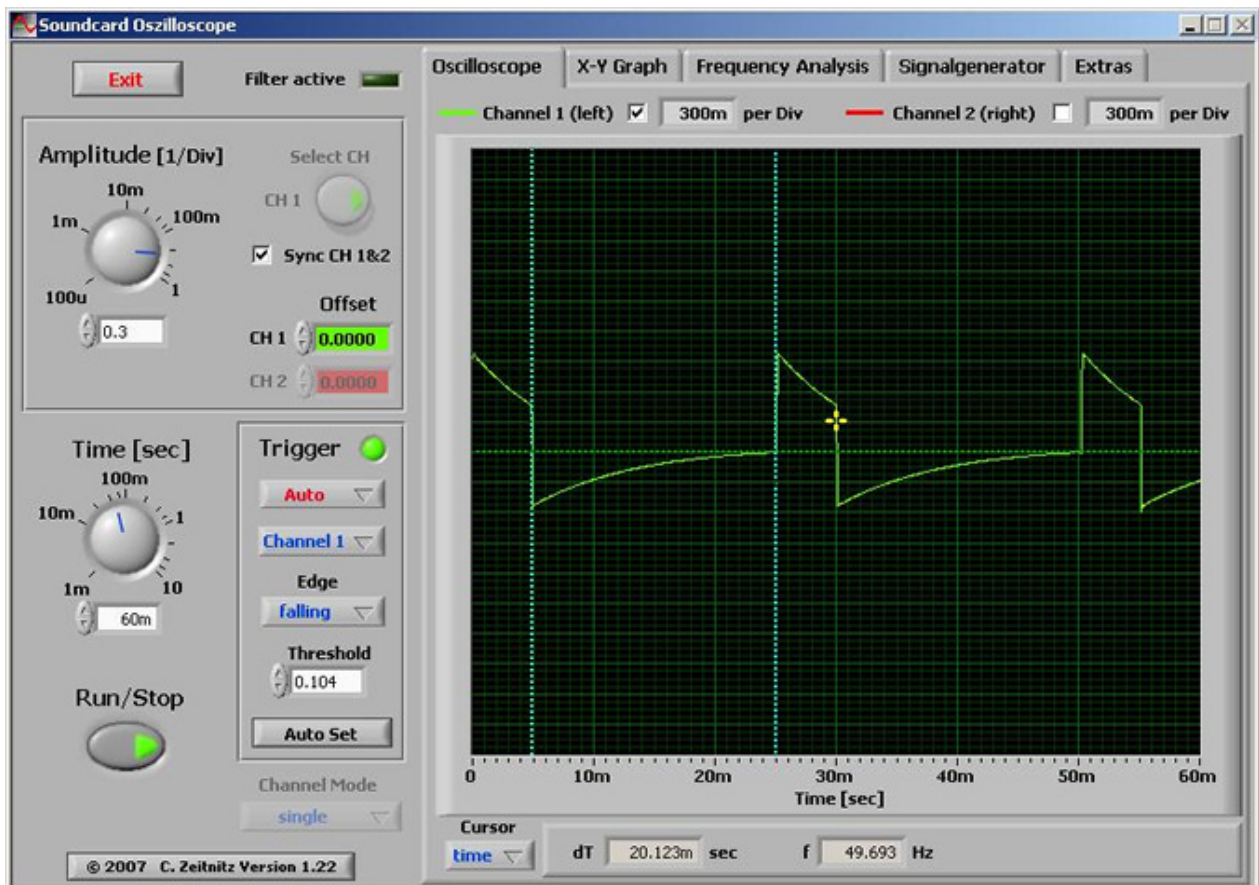 Soundcard Oszilloscope
Exit
Filter active
Amplitude [1/Div]
100u
1m
10m
100m
1
0.3
Select CH
CH 1
Sync CH 1&2
Offset
CH 1 0.0000
CH 2 0.0000
Time [sec]
1m
10m
100m
1
10
60m
Run/Stop
Trigger
Auto
Channel 1
Edge
falling
Threshold
0.104
Auto Set
Channel Mode
single
© 2007 C. Zeitnitz Version 1.22
Oscilloscope X-Y Graph Frequency Analysis Signalgenerator Extras
Channel 1 (left) 300m per Div Channel 2 (right) 300m per Div
0 10m 20m 30m 40m 50m 60m
Time [sec]
Cursor
time
dT 20.123m sec f 49.693 Hz